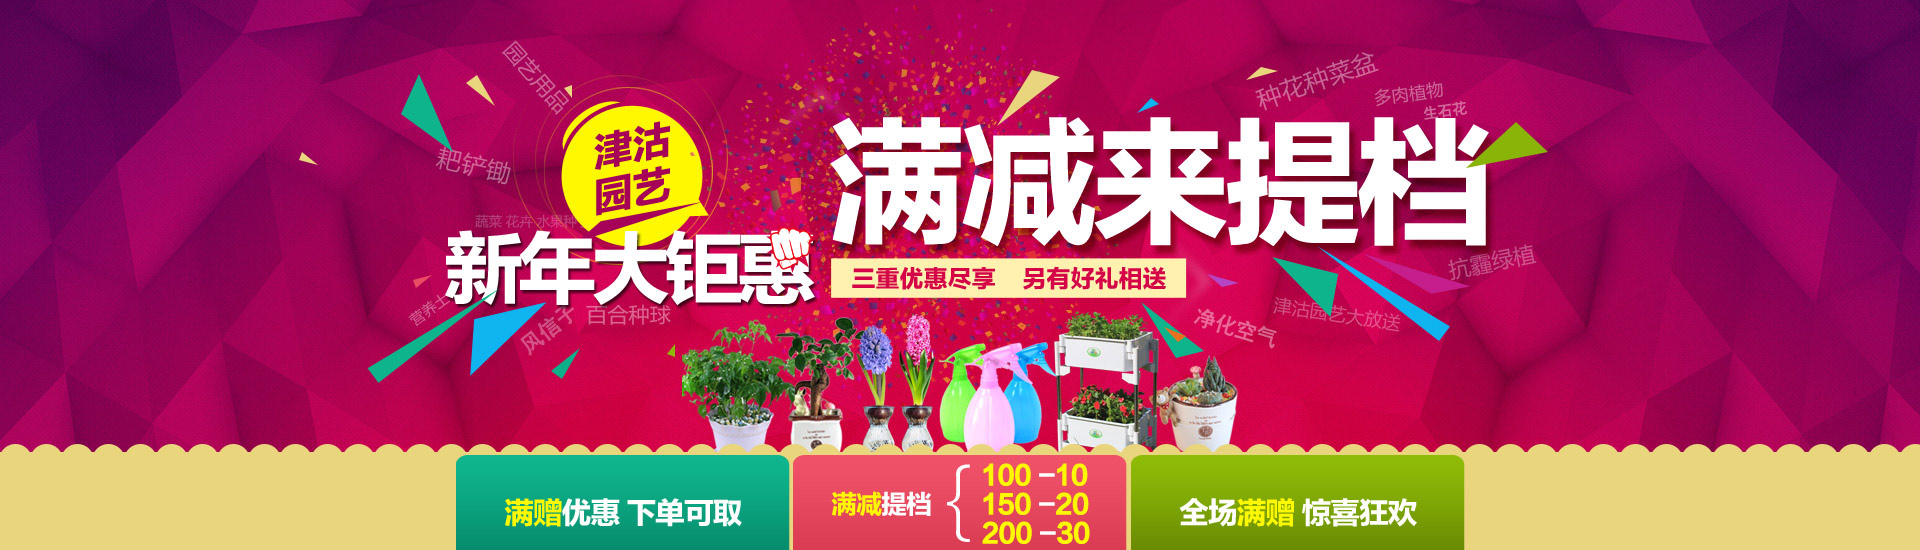 园艺用品
种花种菜盆
多肉植物
生石花
津沽
园艺
耙铲锄
满减来提档
蔬菜 花卉 水果种
新年大钜惠
三重优惠尽享 另有好礼相送
抗霾绿植
营养土
风信子
百合种球
津沽园艺大放送
净化空气
满赠优惠 下单可取
满减提档
100 -10
150 -20
200 -30
全场满赠 惊喜狂欢